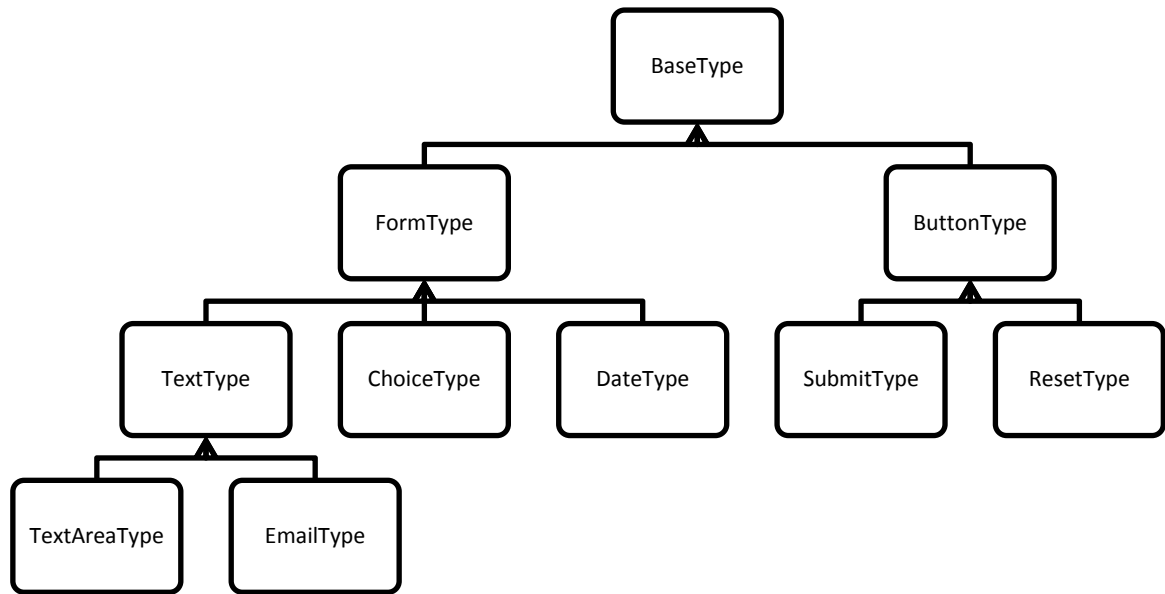 BaseType
FormType
ButtonType
TextType
ChoiceType
DateType
SubmitType
ResetType
TextAreaType
EmailType